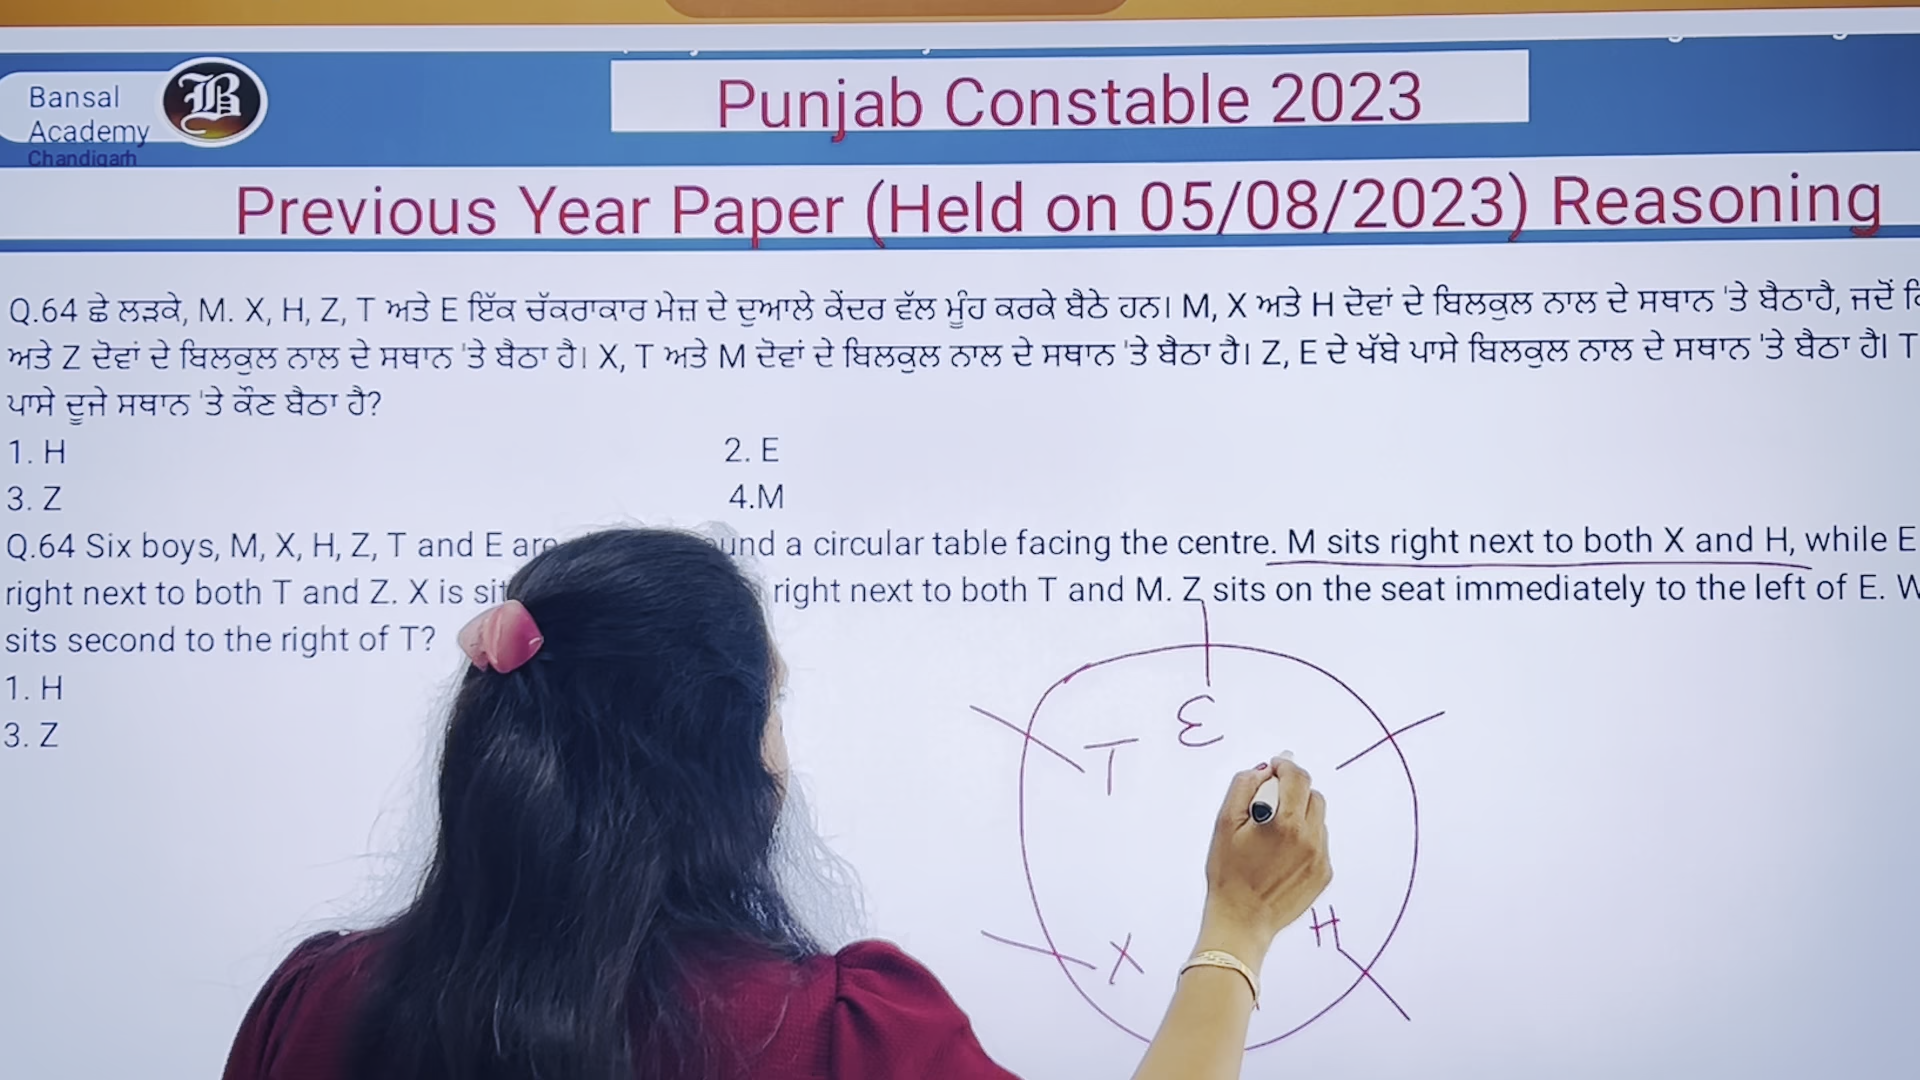 Bansal
Academy
Chandigarh
B
Punjab Constable 2023
Previous Year Paper (Held on 05/08/2023) Reasoning
Q.64 ਛੇ ਲੜਕੇ, M. X, H, Z, T ਅਤੇ E ਇੱਕ ਚੱਕਰਾਕਾਰ ਮੇਜ਼ ਦੇ ਦੁਆਲੇ ਕੇਂਦਰ ਵੱਲ ਮੂੰਹ ਕਰਕੇ ਬੈਠੇ ਹਨ। M, X ਅਤੇ H ਦੋਵਾਂ ਦੇ ਬਿਲਕੁਲ ਨਾਲ ਦੇ ਸਥਾਨ 'ਤੇ ਬੈਠਾਹੈ, ਜਦੋਂ
ਅਤੇ Z ਦੋਵਾਂ ਦੇ ਬਿਲਕੁਲ ਨਾਲ ਦੇ ਸਥਾਨ 'ਤੇ ਬੈਠਾ ਹੈ। X, T ਅਤੇ M ਦੋਵਾਂ ਦੇ ਬਿਲਕੁਲ ਨਾਲ ਦੇ ਸਥਾਨ 'ਤੇ ਬੈਠਾ ਹੈ। Z, E ਦੇ ਖੱਬੇ ਪਾਸੇ ਬਿਲਕੁਲ ਨਾਲ ਦੇ ਸਥਾਨ 'ਤੇ ਬੈਠਾ ਹੈ। T
ਪਾਸੇ ਦੂਜੇ ਸਥਾਨ 'ਤੇ ਕੌਣ ਬੈਠਾ ਹੈ?
1. H 2. E
3. Z 4.M
Q.64 Six boys, M, X, H, Z, T and E are a circular table facing the centre. M sits right next to both X and H, while E
right next to both T and Z. X is right next to both T and M. Z sits on the seat immediately to the left of E.
sits second to the right of T?
1. H
3. Z
E
T
H
X